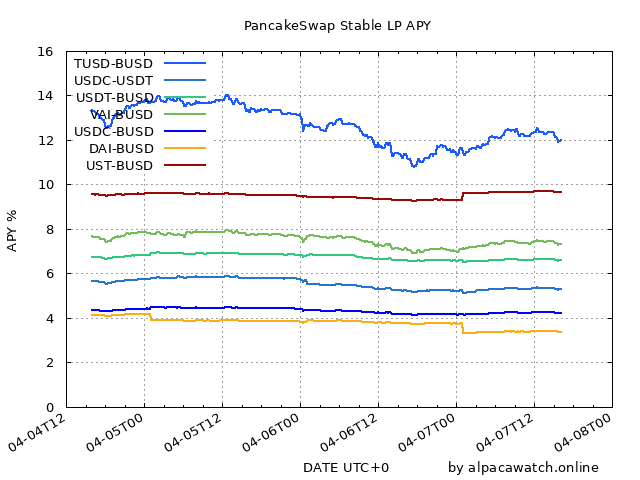 PancakeSwap Stable LP APY
16
14
12
10
8
6
4
2
0
APY %
TUSD-BUSD
USDC-USDT
USDT-BUSD
VAI-BUSD
USDC-BUSD
DAI-BUSD
UST-BUSD
04-04T12
04-05T00
04-05T12
04-06T00
04-06T12
04-07T00
04-07T12
04-08T00
DATE UTC+0
by alpacawatch.online